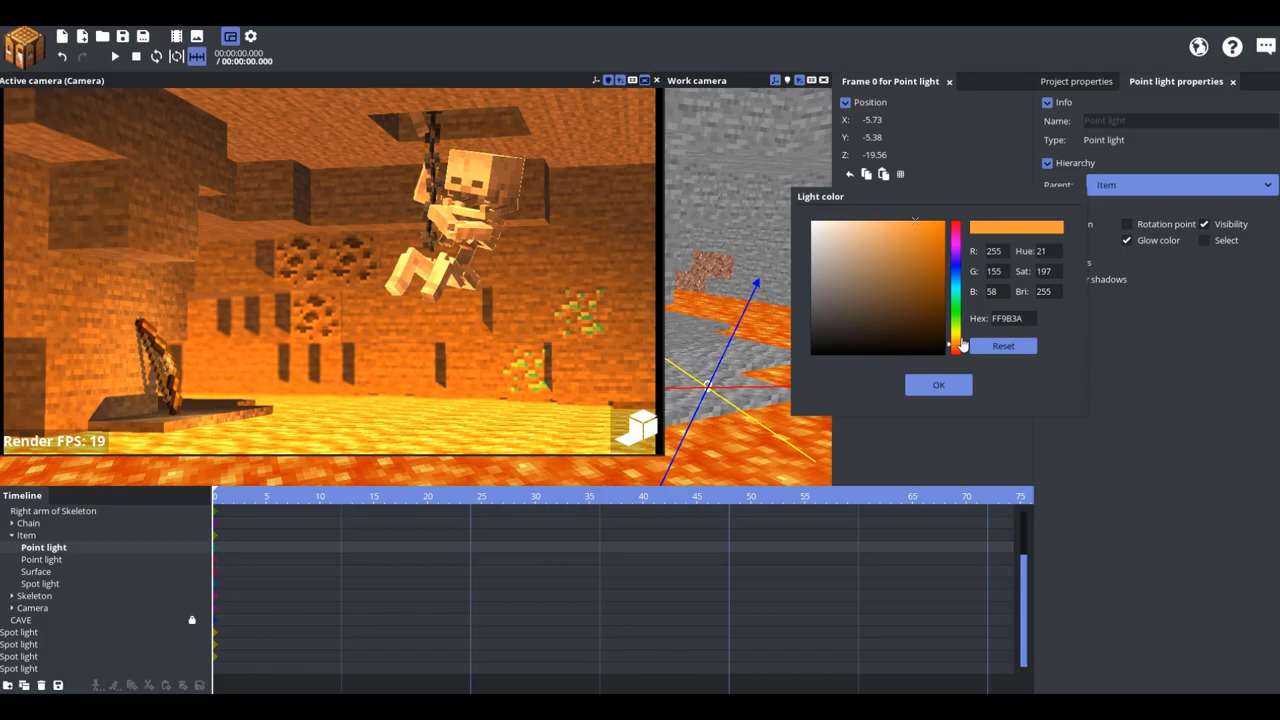 00:00:00.000
/ 00:00:00.000
Active camera (Camera)
Work camera
Frame 0 for Point light
Project properties
Point light properties
Position
X: -5.73
Y: -5.38
Z: -19.56
Info
Name: Point light
Type: Point light
Hierarchy
Parent: Item
Light color
Rotation point
Visibility
Glow color
Select
shadows
R: 255 Hue: 21
G: 155 Sat: 197
B: 58 Bri: 255
Hex: FF9B3A
Reset
OK
Render FPS: 19
Timeline
0 5 10 15 20 25 30 35 40 45 50 55 65 70 75
Right arm of Skeleton
Chain
Item
Point light
Point light
Surface
Spot light
Skeleton
Camera
CAVE
Spot light
Spot light
Spot light
Spot light